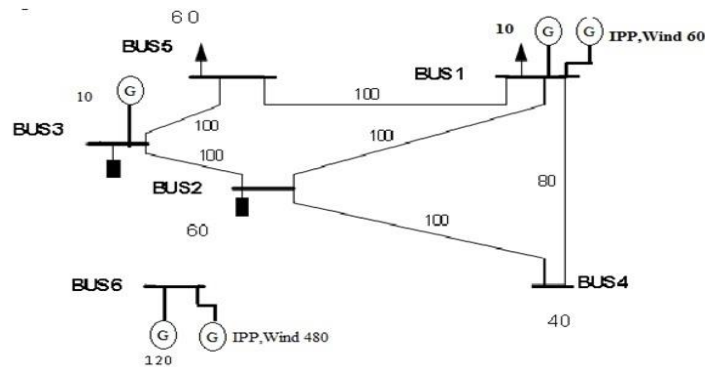 60
BUS5
10
G
G
IPP,Wind 60
BUS1
10
G
100
BUS3
100
100
100
BUS2
80
60
100
BUS6
BUS4
G
G
IPP,Wind 480
40
120